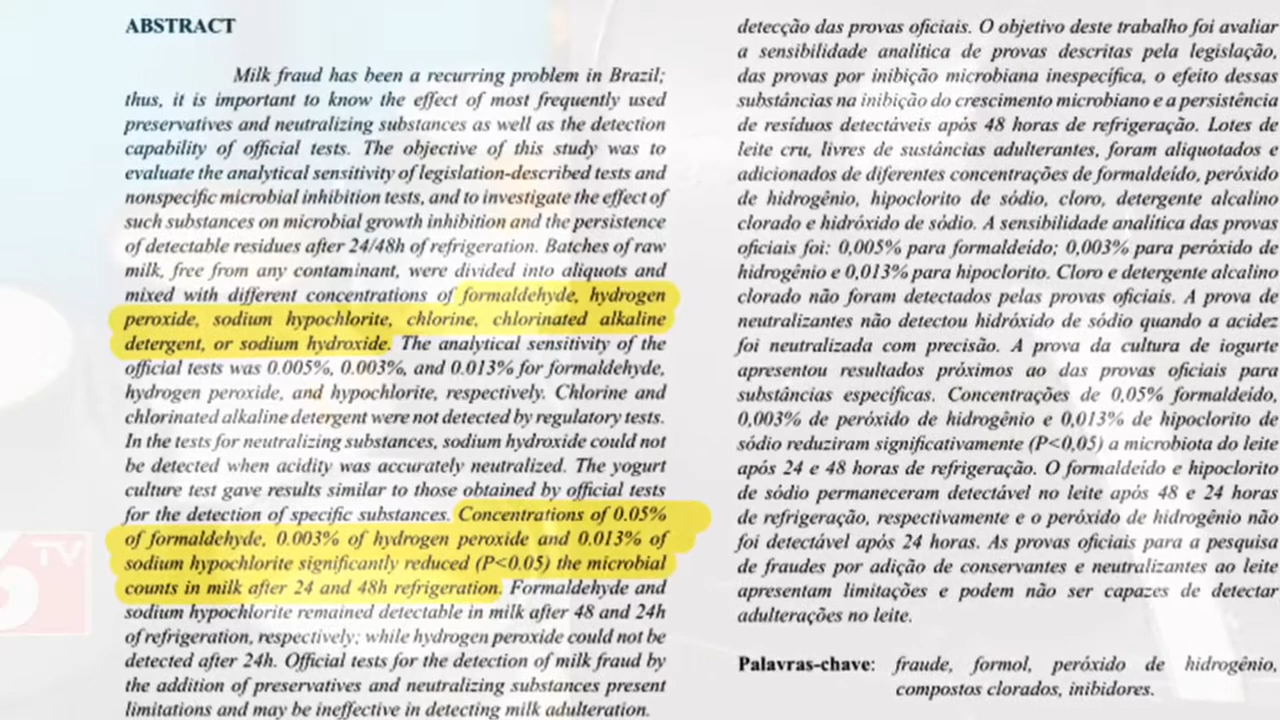 ABSTRACT
Milk fraud has been a recurring problem in Brazil;
thus, it is important to know the effect of most frequently used
preservatives and neutralizing substances as well as the detection
capability of official tests. The objective of this study was to
evaluate the analytical sensitivity of legislation-described tests and
nonspecific microbial inhibition tests, and to investigate the effect of
such substances on microbial growth inhibition and the persistence
of detectable residues after 24/48h of refrigeration. Batches of raw
milk, free from any contaminant, were divided into aliquots and
mixed with different concentrations of formaldehyde, hydrogen
peroxide, sodium hypochlorite, chlorine, chlorinated alkaline
detergent, or sodium hydroxide. The analytical sensitivity of the
official tests was 0.005%, 0.003%, and 0.013% for formaldehyde,
hydrogen peroxide, and hypochlorite, respectively. Chlorine and
chlorinated alkaline detergent were not detected by regulatory tests.
In the tests for neutralizing substances, sodium hydroxide could not
be detected when acidity was accurately neutralized. The yogurt
culture test gave results similar to those obtained by official tests
for the detection of specific substances. Concentrations of 0.05%
of formaldehyde, 0.003% of hydrogen peroxide and 0.013% of
sodium hypochlorite significantly reduced (P<0.05) the microbial
counts in milk after 24 and 48h refrigeration. Formaldehyde and
sodium hypochlorite remained detectable in milk after 48 and 24h
of refrigeration, respectively; while hydrogen peroxide could not be
detected after 24h. Official tests for the detection of milk fraud by
the addition of preservatives and neutralizing substances present
limitations and may be ineffective in detecting milk adulteration.
detecção das provas oficiais. O objetivo deste trabalho foi avaliar
a sensibilidade analítica de provas descritas pela legislação,
das provas por inibição microbiana inespecífica, o efeito dessas
substâncias na inibição do crescimento microbiano e a persistência
de resíduos detectáveis após 48 horas de refrigeração. Lotes de
leite cru, livres de sustâncias adulterantes, foram aliquotados e
adicionados de diferentes concentrações de formaldeído, peróxido
de hidrogênio, hipoclorito de sódio, cloro, detergente alcalino
clorado e hidróxido de sódio. A sensibilidade analítica das provas
oficiais foi: 0,005% para formaldeído; 0,003% para peróxido de
hidrogênio e 0,013% para hipoclorito. Cloro e detergente alcalino
clorado não foram detectados pelas provas oficiais. A prova de
neutralizantes não detectou hidróxido de sódio quando a acidez
foi neutralizada com precisão. A prova da cultura de iogurte
apresentou resultados próximos ao das provas oficiais para
substâncias específicas. Concentrações de 0,05% formaldeído,
0,003% de peróxido de hidrogênio e 0,013% de hipoclorito de
sódio reduziram significativamente (P<0,05) a microbiota do leite
após 24 e 48 horas de refrigeração. O formaldeído e hipoclorito
de sódio permaneceram detectável no leite após 48 e 24 horas
de refrigeração, respectivamente e o peróxido de hidrogênio não
foi detectável após 24 horas. As provas oficiais para a pesquisa
de fraudes por adição de conservantes e neutralizantes ao leite
apresentam limitações e podem não ser capazes de detectar
adulterações no leite.
Palavras-chave: fraude, formol, peróxido de hidrogênio,
compostos clorados, inibidores.
6
TV